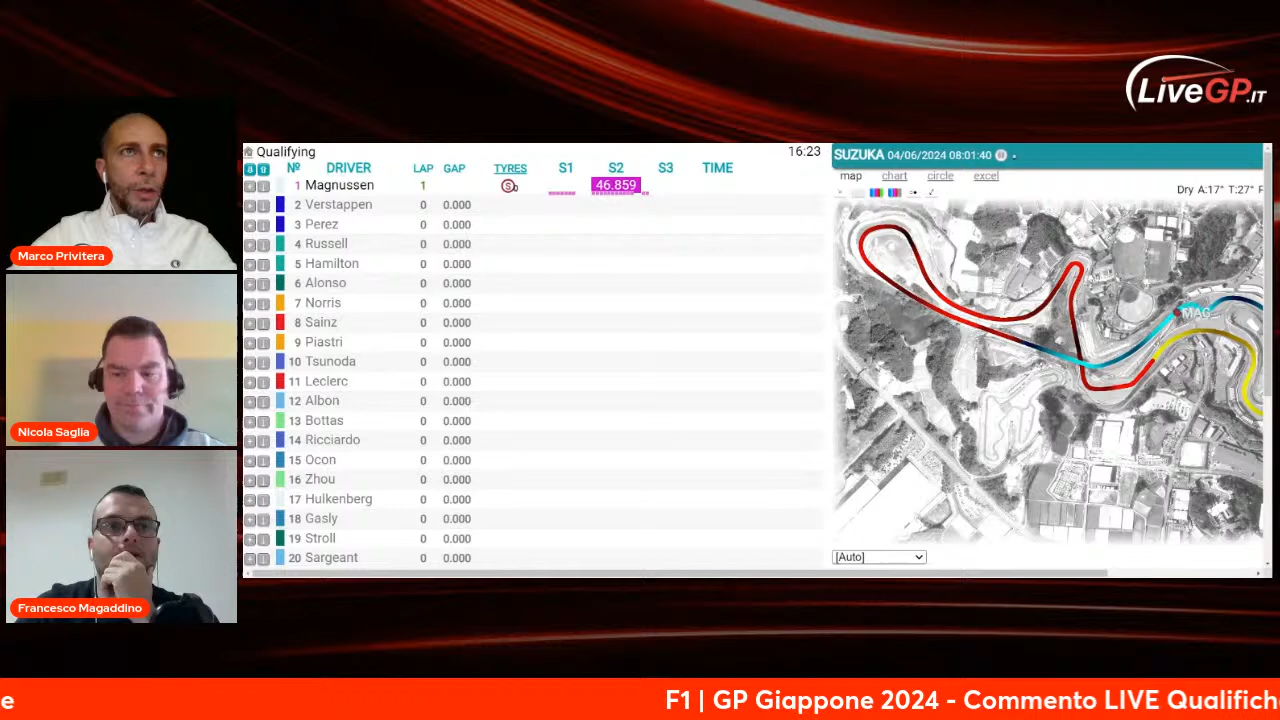 LiveGP.IT
Marco Privitera
Nicola Saglia
Francesco Magaddino
Qualifying 16:23
Nº DRIVER LAP GAP TYRES S1 S2 S3 TIME
1 Magnussen 1 S0 46.859
2 Verstappen 0 0.000
3 Perez 0 0.000
4 Russell 0 0.000
5 Hamilton 0 0.000
6 Alonso 0 0.000
7 Norris 0 0.000
8 Sainz 0 0.000
9 Piastri 0 0.000
10 Tsunoda 0 0.000
11 Leclerc 0 0.000
12 Albon 0 0.000
13 Bottas 0 0.000
14 Ricciardo 0 0.000
15 Ocon 0 0.000
16 Zhou 0 0.000
17 Hulkenberg 0 0.000
18 Gasly 0 0.000
19 Stroll 0 0.000
20 Sargeant 0 0.000
SUZUKA 04/06/2024 08:01:40
map chart circle excel
Dry A:17° T:27°
MAG
[Auto]
e F1 | GP Giappone 2024 - Commento LIVE Qualifich